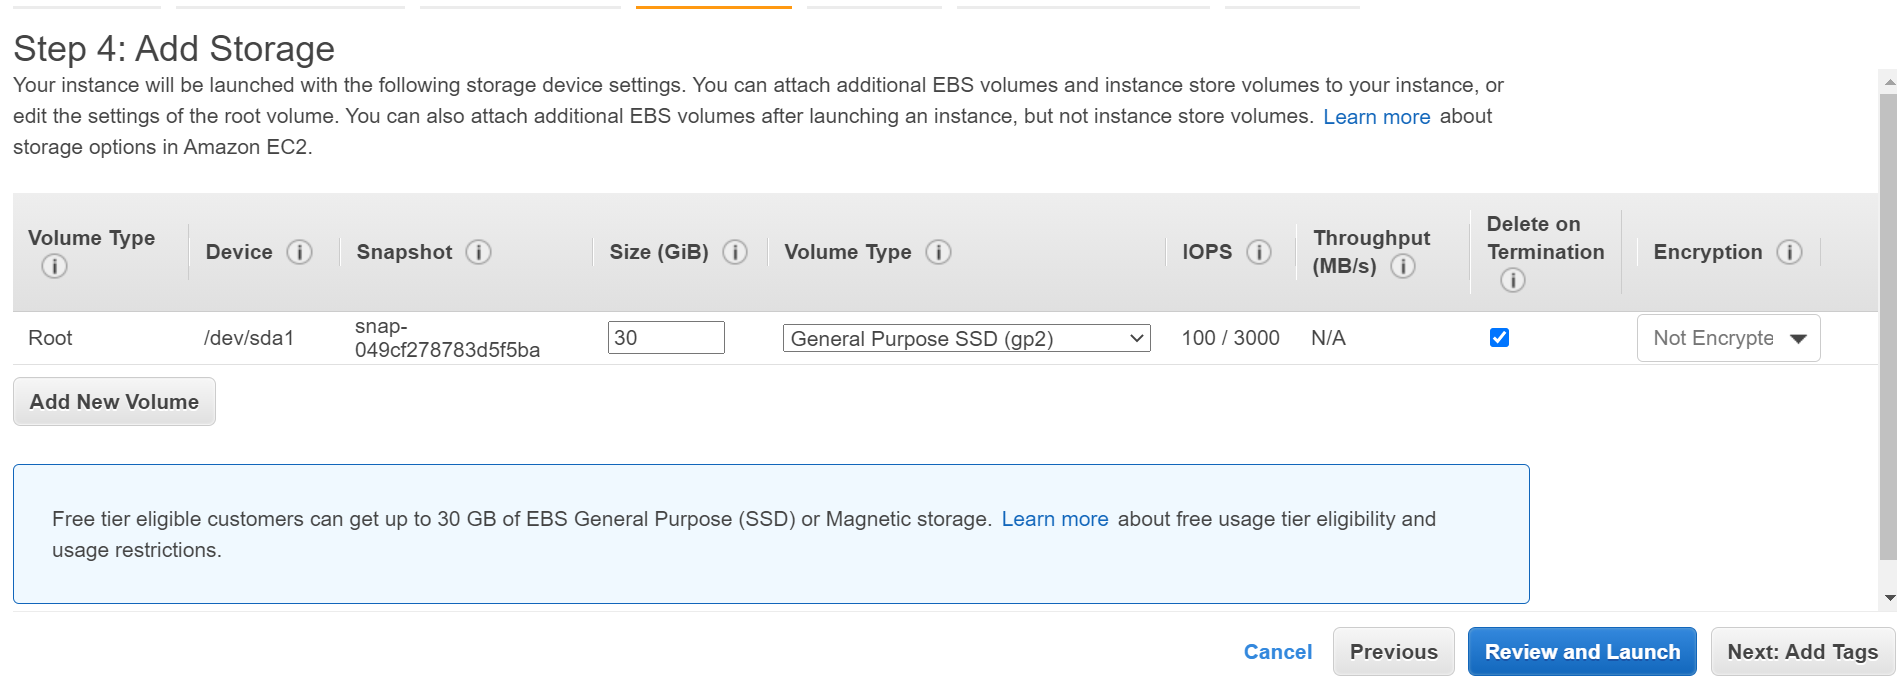 Step 4: Add Storage
Your instance will be launched with the following storage device settings. You can attach additional EBS volumes and instance store volumes to your instance, or
edit the settings of the root volume. You can also attach additional EBS volumes after launching an instance, but not instance store volumes. Learn more about
storage options in Amazon EC2.
Volume Type
Device
Snapshot
Size (GiB)
Volume Type
IOPS
Throughput
(MB/s)
Delete on
Termination
Encryption
Root
/dev/sda1
snap-
049cf278783d5f5ba
30
General Purpose SSD (gp2)
100 / 3000
N/A
Not Encrypte
Add New Volume
Free tier eligible customers can get up to 30 GB of EBS General Purpose (SSD) or Magnetic storage. Learn more about free usage tier eligibility and
usage restrictions.
Cancel
Previous
Review and Launch
Next: Add Tags